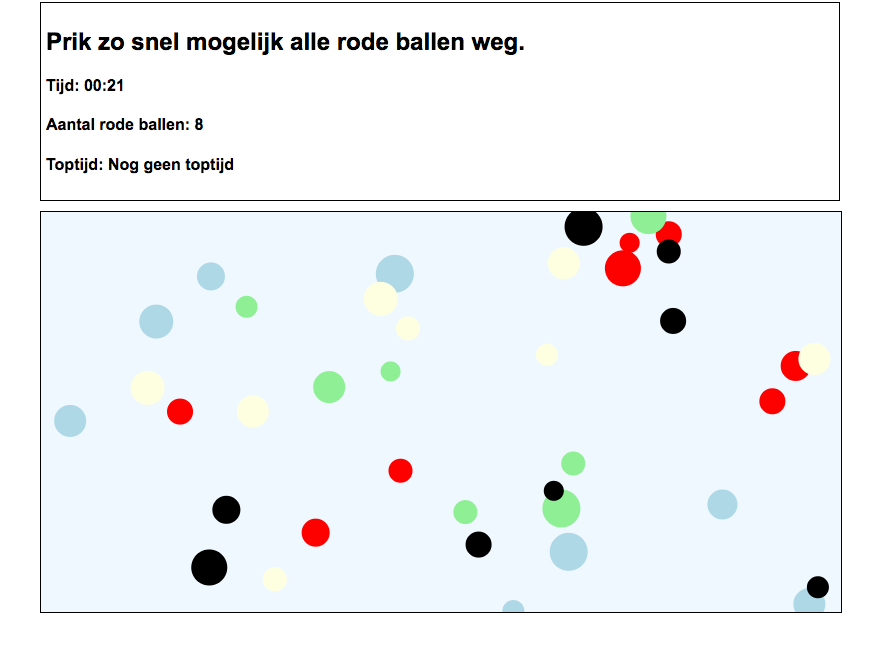 Prik zo snel mogelijk alle rode ballen weg.
Tijd: 00:21
Aantal rode ballen: 8
Toptijd: Nog geen toptijd